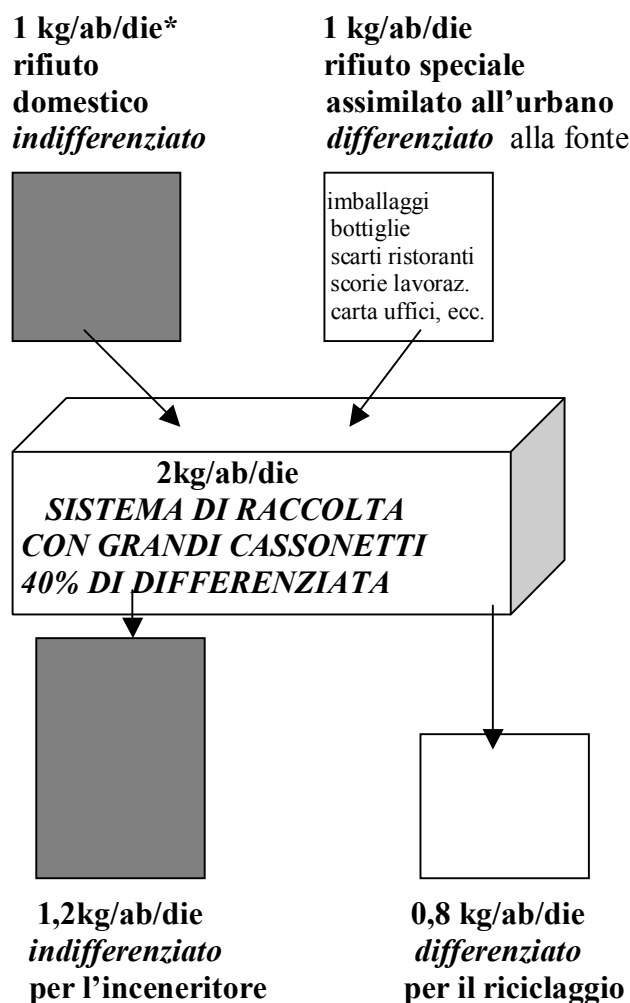 1 kg/ab/die*
rifiuto
domestico
indifferenziato
1 kg/ab/die
rifiuto speciale
assimilato all’urbano
differenziato alla fonte
imballaggi
bottiglie
scarti ristoranti
scorie lavoraz.
carta uffici, ecc.
2kg/ab/die
SISTEMA DI RACCOLTA
CON GRANDI CASSONETTI
40% DI DIFFERENZIATA
1,2kg/ab/die
indifferenziato
per l’inceneritore
0,8 kg/ab/die
differenziato
per il riciclaggio